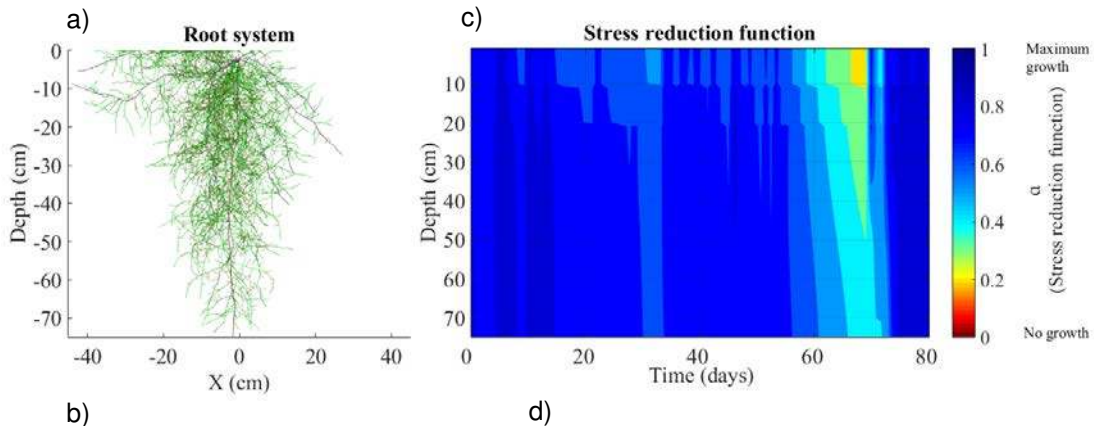 a)
Root system
0
-10
-20
-30
-40
-50
-60
-70
Depth (cm)
-40 -20 0 20 40
X (cm)
b)
c)
Stress reduction function
10
20
30
40
50
60
70
Depth (cm)
0 20 40 60 80
Time (days)
1
0.8
0.6
0.4
0.2
0
Maximum
growth
α
(Stress reduction function)
No growth
d)